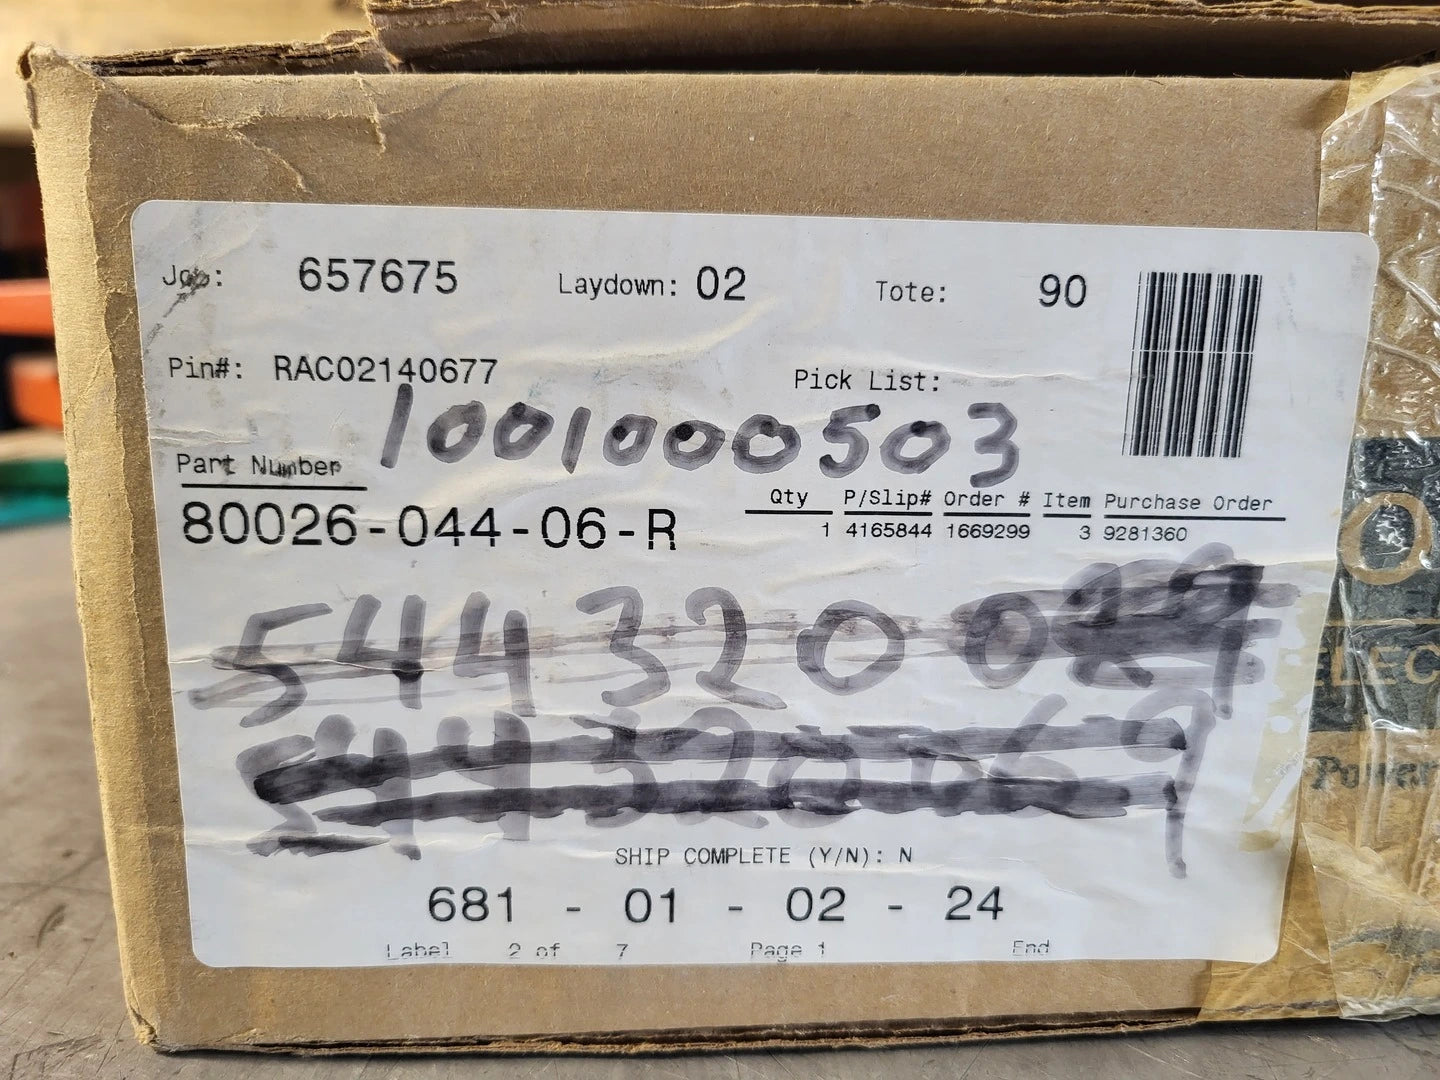 Job: 657675 Laydown: 02 Tote: 90
Pin#: RAC02140677 Pick List:
1001000503
Part Number Qty P/Slip# Order # Item Purchase Order
80026-044-06-R 1 4165844 1669299 3 9281360
544320069
SHIP COMPLETE (Y/N): N
681 - 01 - 02 - 24
Label 2 of 7 Page 1 End
Power